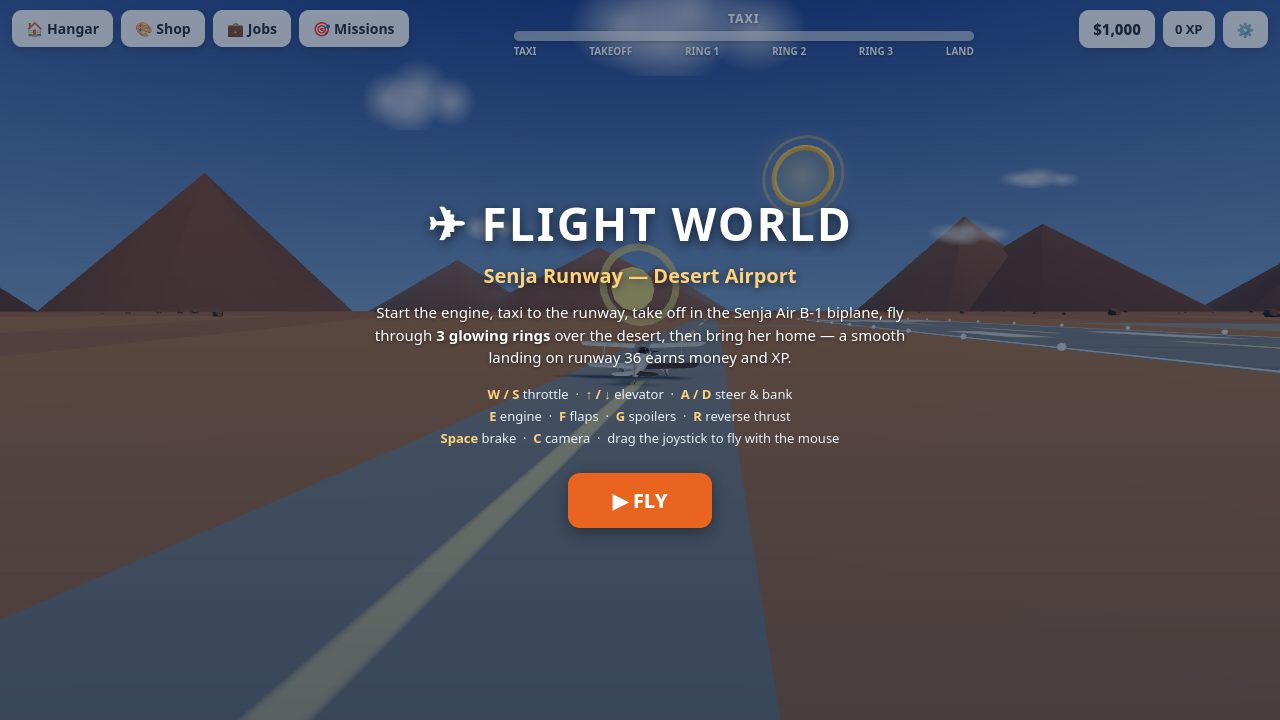 🏠 Hangar
🎨 Shop
💼 Jobs
🎯 Missions
TAXI
TAXI TAKEOFF RING 1 RING 2 RING 3 LAND
$1,000
0 XP
✈ FLIGHT WORLD
Senja Runway — Desert Airport
Start the engine, taxi to the runway, take off in the Senja Air B-1 biplane, fly
through 3 glowing rings over the desert, then bring her home — a smooth
landing on runway 36 earns money and XP.
W / S throttle · ↑ / ↓ elevator · A / D steer & bank
E engine · F flaps · G spoilers · R reverse thrust
Space brake · C camera · drag the joystick to fly with the mouse
▶ FLY